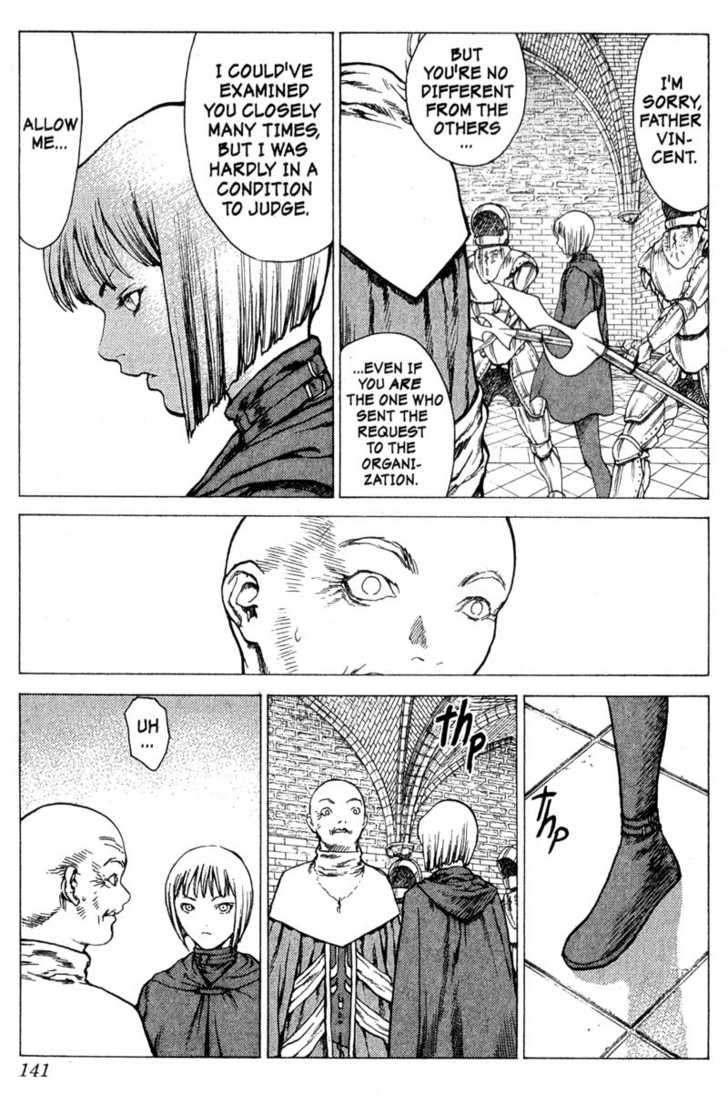 I'M
SORRY,
FATHER
VIN-
CENT.
BUT
YOU'RE NO
DIFFERENT
FROM THE
OTHERS
...
...EVEN IF
YOU ARE
THE ONE WHO
SENT THE
REQUEST
TO THE
ORGANI-
ZATION.
I COULD'VE
EXAMINED
YOU CLOSELY
MANY TIMES,
BUT I WAS
HARDLY IN A
CONDITION
TO JUDGE.
ALLOW
ME...
thp
thp
UH
...
141